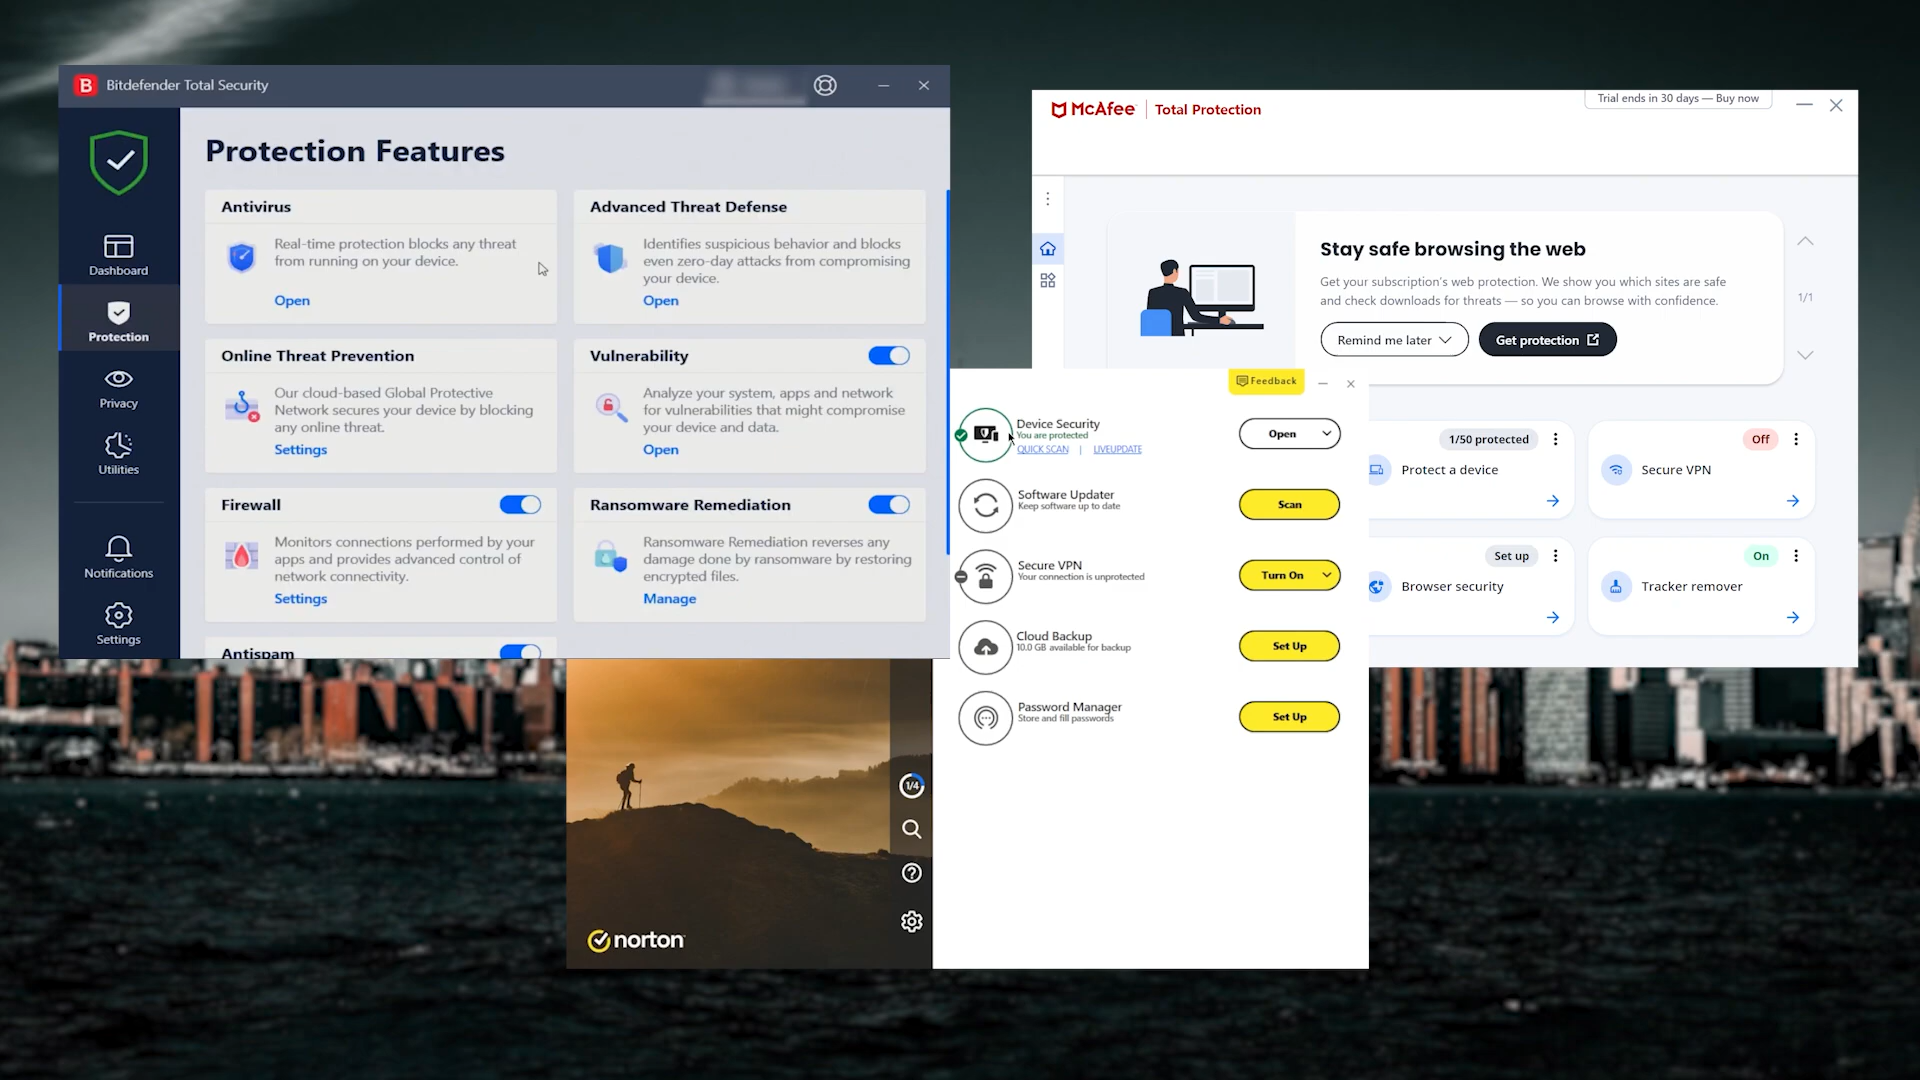 Bitdefender Total Security
Dashboard
Protection
Privacy
Utilities
Notifications
Settings
Protection Features
Antivirus
Real-time protection blocks any threat
from running on your device.
Open
Advanced Threat Defense
Identifies suspicious behavior and blocks
even zero-day attacks from compromising
your device.
Open
Online Threat Prevention
Our cloud-based Global Protective
Network secures your device by blocking
any online threat.
Settings
Vulnerability
Analyze your system, apps and network
for vulnerabilities that might compromise
your device and data.
Open
Firewall
Monitors connections performed by your
apps and provides advanced control of
network connectivity.
Settings
Ransomware Remediation
Ransomware Remediation reverses any
damage done by ransomware by restoring
encrypted files.
Manage
Antispam
McAfee Total Protection
Trial ends in 30 days — Buy now
Stay safe browsing the web
Get your subscription's web protection. We show you which sites are safe
and check downloads for threats — so you can browse with confidence.
Remind me later
Get protection
1/1
1/50 protected
Protect a device
Off
Secure VPN
Set up
Browser security
On
Tracker remover
Feedback
Device Security
You are protected
QUICK SCAN | LIVEUPDATE
Open
Software Updater
Keep software up to date
Scan
Secure VPN
Your connection is unprotected
Turn On
Cloud Backup
10.0 GB available for backup
Set Up
Password Manager
Store and fill passwords
Set Up
1/4
norton